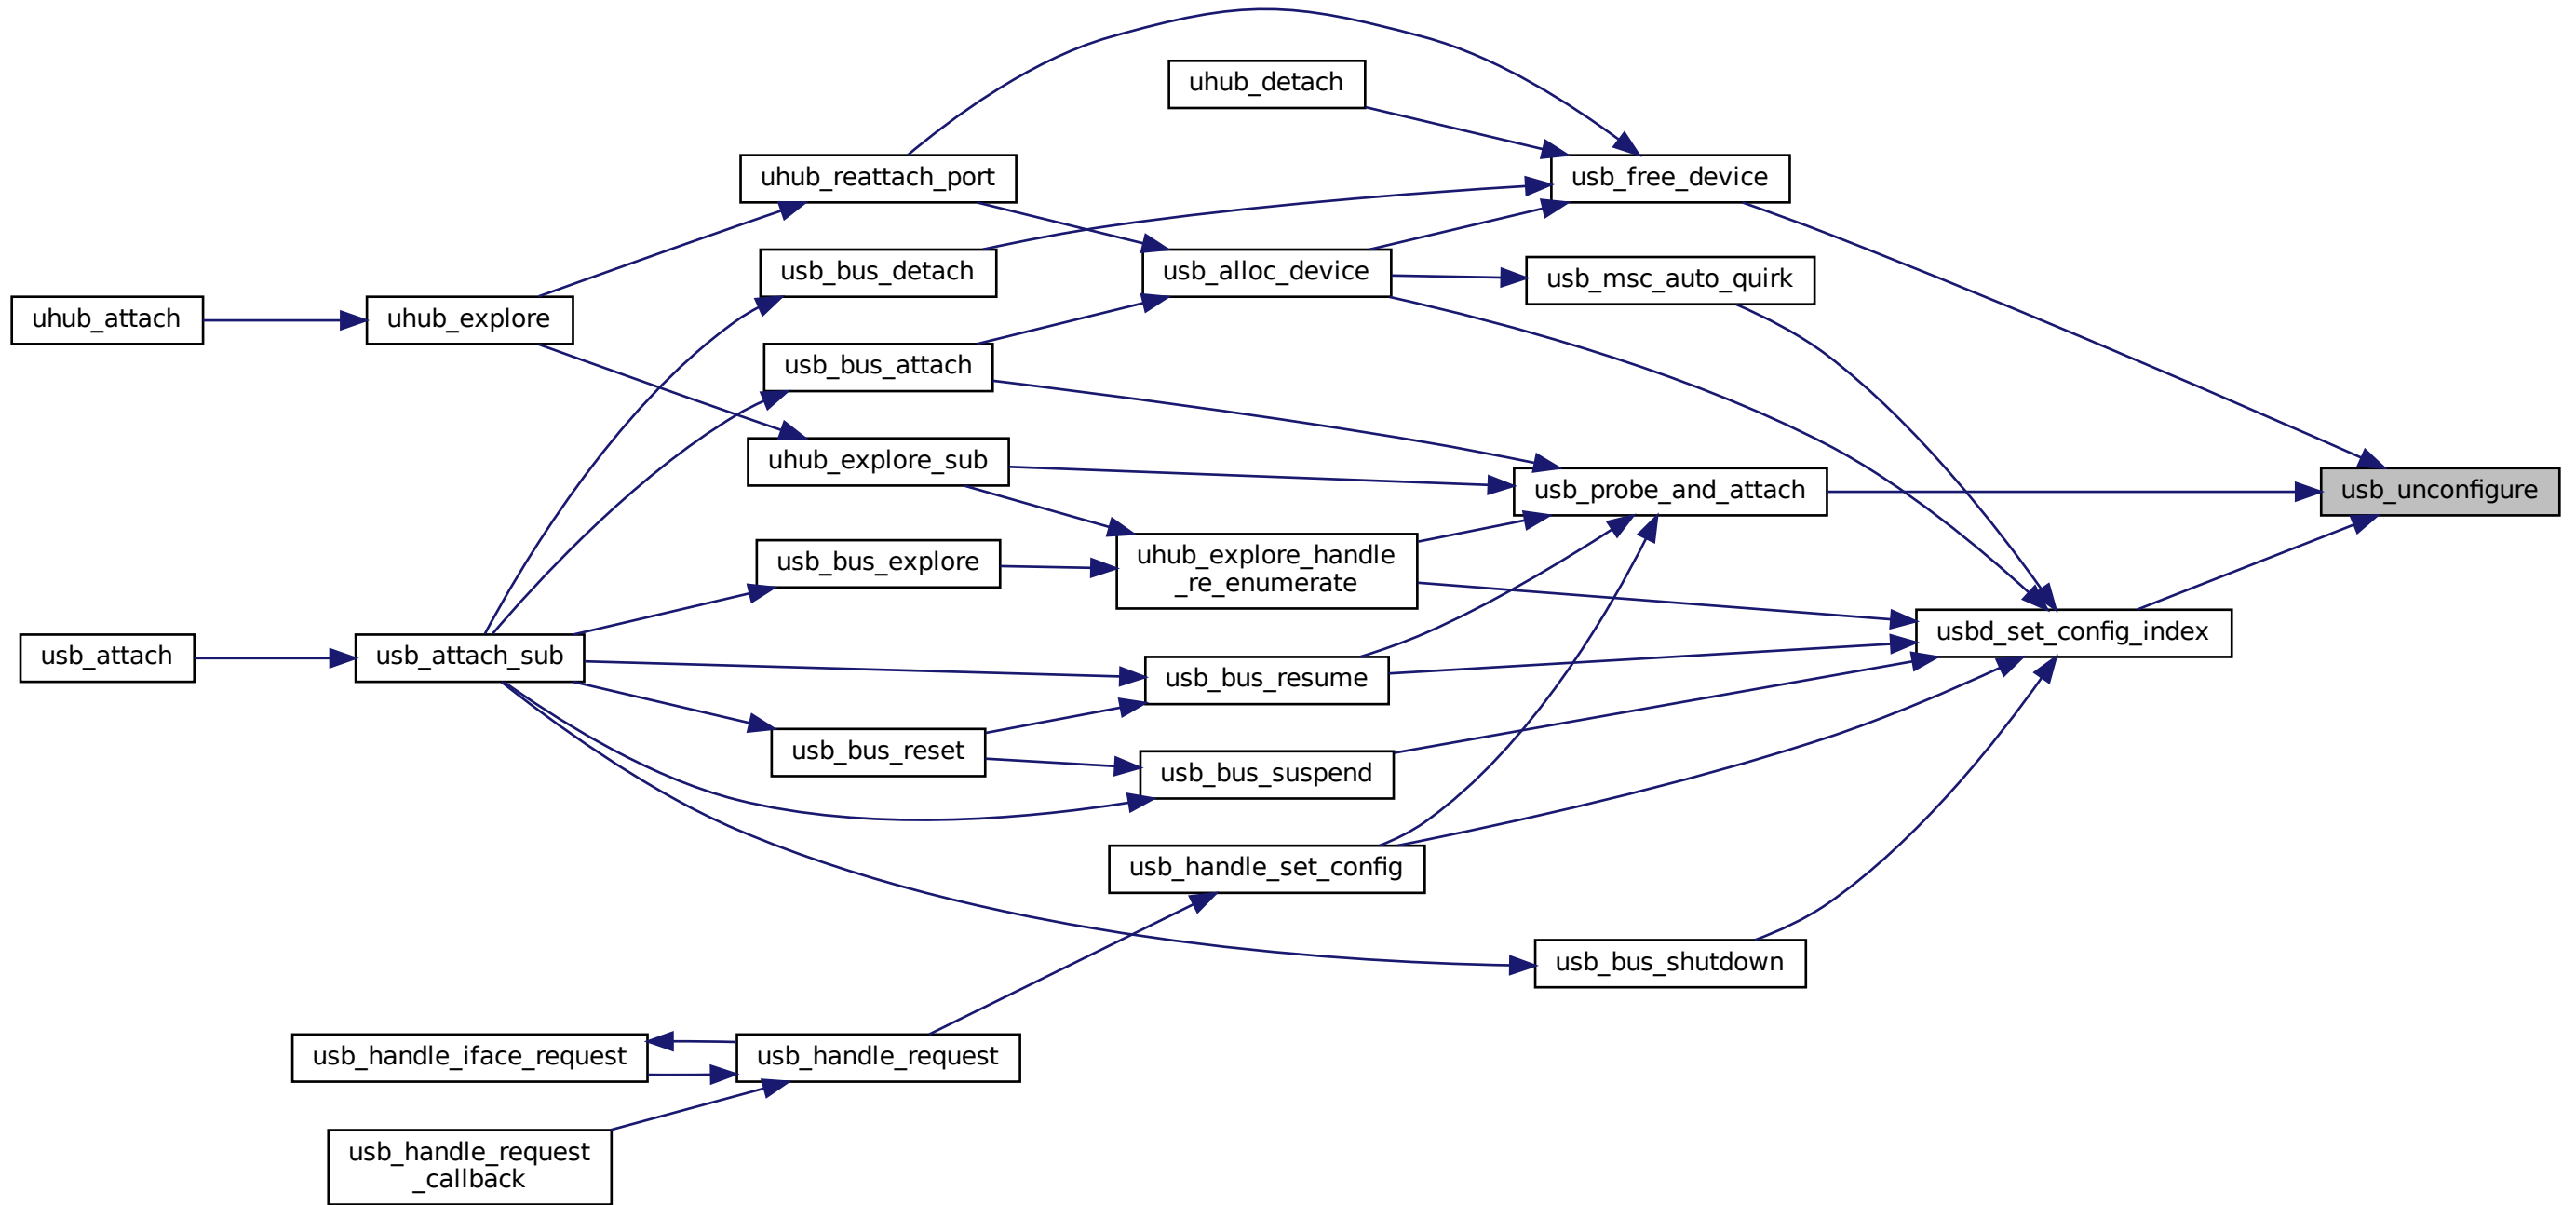 uhub_detach
uhub_reattach_port
usb_free_device
usb_bus_detach
usb_alloc_device
usb_msc_auto_quirk
uhub_attach
uhub_explore
usb_bus_attach
uhub_explore_sub
usb_probe_and_attach
usb_unconfigure
usb_bus_explore
uhub_explore_handle
_re_enumerate
usbd_set_config_index
usb_attach
usb_attach_sub
usb_bus_resume
usb_bus_reset
usb_bus_suspend
usb_handle_set_config
usb_bus_shutdown
usb_handle_iface_request
usb_handle_request
usb_handle_request
_callback